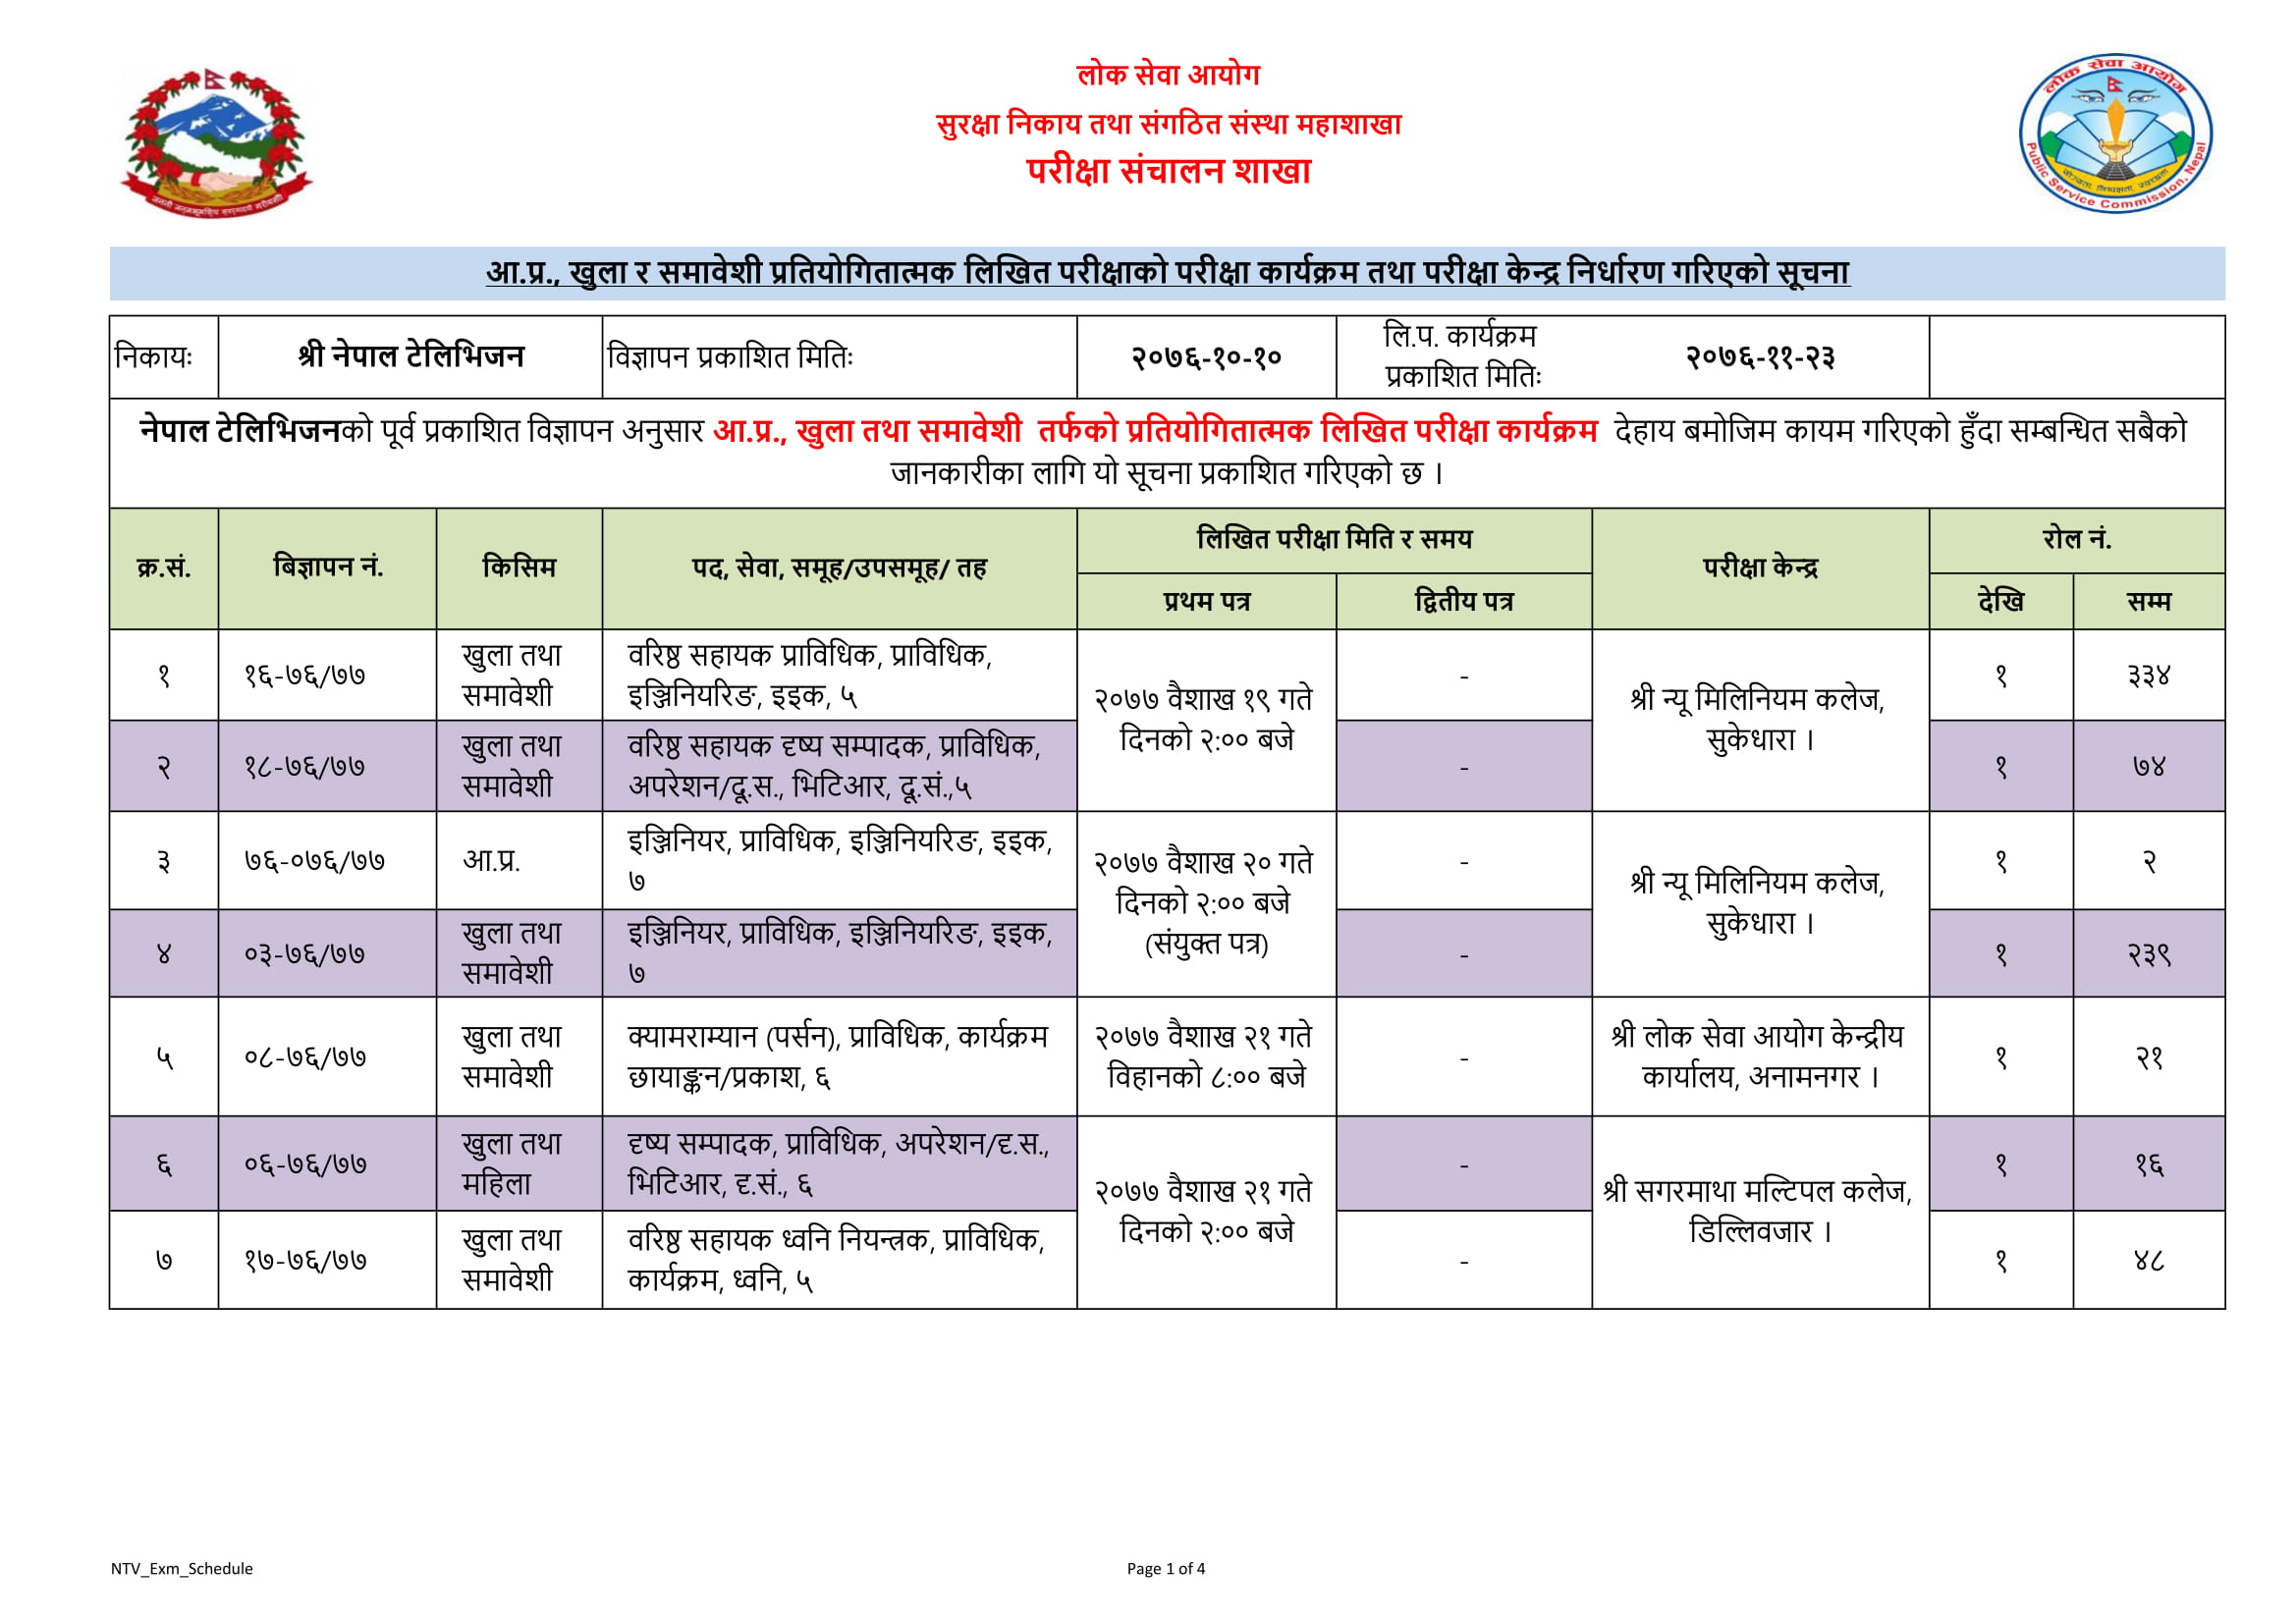 लोक सेवा आयोग
सुरक्षा निकाय तथा संगठित संस्था महाशाखा
परीक्षा संचालन शाखा
लोक सेवा आयोग
Public Service Commission, Nepal
आ.प्र., खुला र समावेशी प्रतियोगितात्मक लिखित परीक्षाको परीक्षा कार्यक्रम तथा परीक्षा केन्द्र निर्धारण गरिएको सूचना
निकायः श्री नेपाल टेलिभिजन विज्ञापन प्रकाशित मितिः २०७६-१०-१० लि.प. कार्यक्रम प्रकाशित मितिः २०७६-११-२३
नेपाल टेलिभिजनको पूर्व प्रकाशित विज्ञापन अनुसार आ.प्र., खुला तथा समावेशी तर्फको प्रतियोगितात्मक लिखित परीक्षा कार्यक्रम देहाय बमोजिम कायम गरिएको हुँदा सम्बन्धित सबैको
जानकारीका लागि यो सूचना प्रकाशित गरिएको छ ।
क्र.सं. बिज्ञापन नं. किसिम पद, सेवा, समूह/उपसमूह/ तह लिखित परीक्षा मिति र समय परीक्षा केन्द्र रोल नं.
प्रथम पत्र द्वितीय पत्र देखि सम्म
१ १६-७६/७७ खुला तथा समावेशी वरिष्ठ सहायक प्राविधिक, प्राविधिक, इञ्जिनियरिङ, इइक, ५ २०७७ वैशाख १९ गते दिनको २:०० बजे - श्री न्यू मिलिनियम कलेज, सुकेधारा । १ ३३४
२ १८-७६/७७ खुला तथा समावेशी वरिष्ठ सहायक दृष्य सम्पादक, प्राविधिक, अपरेशन/दू.स., भिटिआर, दू.सं.,५ - १ ७४
३ ७६-०७६/७७ आ.प्र. इञ्जिनियर, प्राविधिक, इञ्जिनियरिङ, इइक, ७ २०७७ वैशाख २० गते दिनको २:०० बजे (संयुक्त पत्र) - श्री न्यू मिलिनियम कलेज, सुकेधारा । १ २
४ ०३-७६/७७ खुला तथा समावेशी इञ्जिनियर, प्राविधिक, इञ्जिनियरिङ, इइक, ७ - १ २३९
५ ०८-७६/७७ खुला तथा समावेशी क्यामराम्यान (पर्सन), प्राविधिक, कार्यक्रम छायाङ्कन/प्रकाश, ६ २०७७ वैशाख २१ गते विहानको ८:०० बजे - श्री लोक सेवा आयोग केन्द्रीय कार्यालय, अनामनगर । १ २१
६ ०६-७६/७७ खुला तथा महिला दृष्य सम्पादक, प्राविधिक, अपरेशन/दृ.स., भिटिआर, दृ.सं., ६ २०७७ वैशाख २१ गते दिनको २:०० बजे - श्री सगरमाथा मल्टिपल कलेज, डिल्लिवजार । १ १६
७ १७-७६/७७ खुला तथा समावेशी वरिष्ठ सहायक ध्वनि नियन्त्रक, प्राविधिक, कार्यक्रम, ध्वनि, ५ - १ ४८
NTV_Exm_Schedule Page 1 of 4